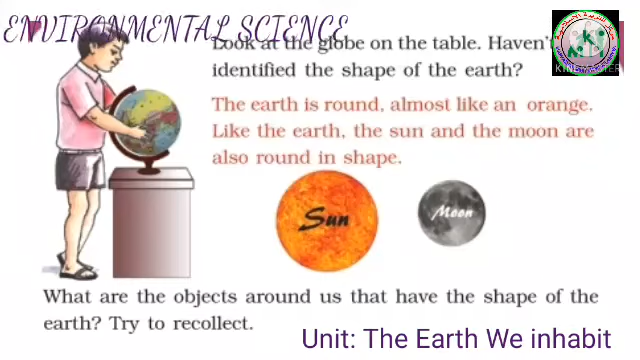 ENVIRONMENTAL SCIENCE
Look at the globe on the table. Haven't
identified the shape of the earth?
The earth is round, almost like an orange.
Like the earth, the sun and the moon are
also round in shape.
Sun
Moon
What are the objects around us that have the shape of the
earth? Try to recollect.
Unit: The Earth We inhabit